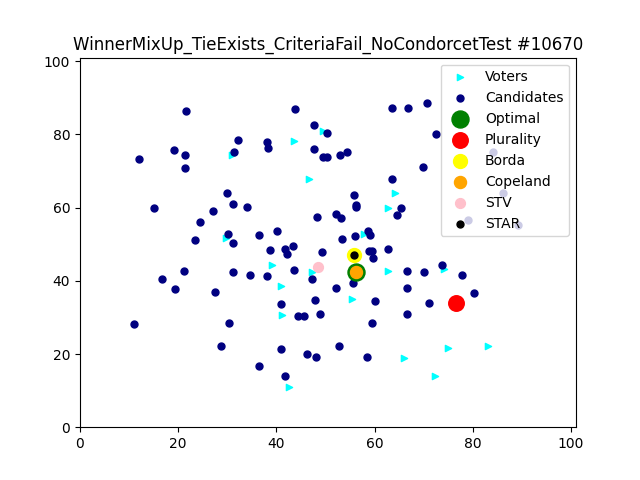 WinnerMixUp_TieExists_CriteriaFail_NoCondorcetTest #10670
100
80
60
40
20
0
0 20 40 60 80 100
Voters
Candidates
Optimal
Plurality
Borda
Copeland
STV
STAR